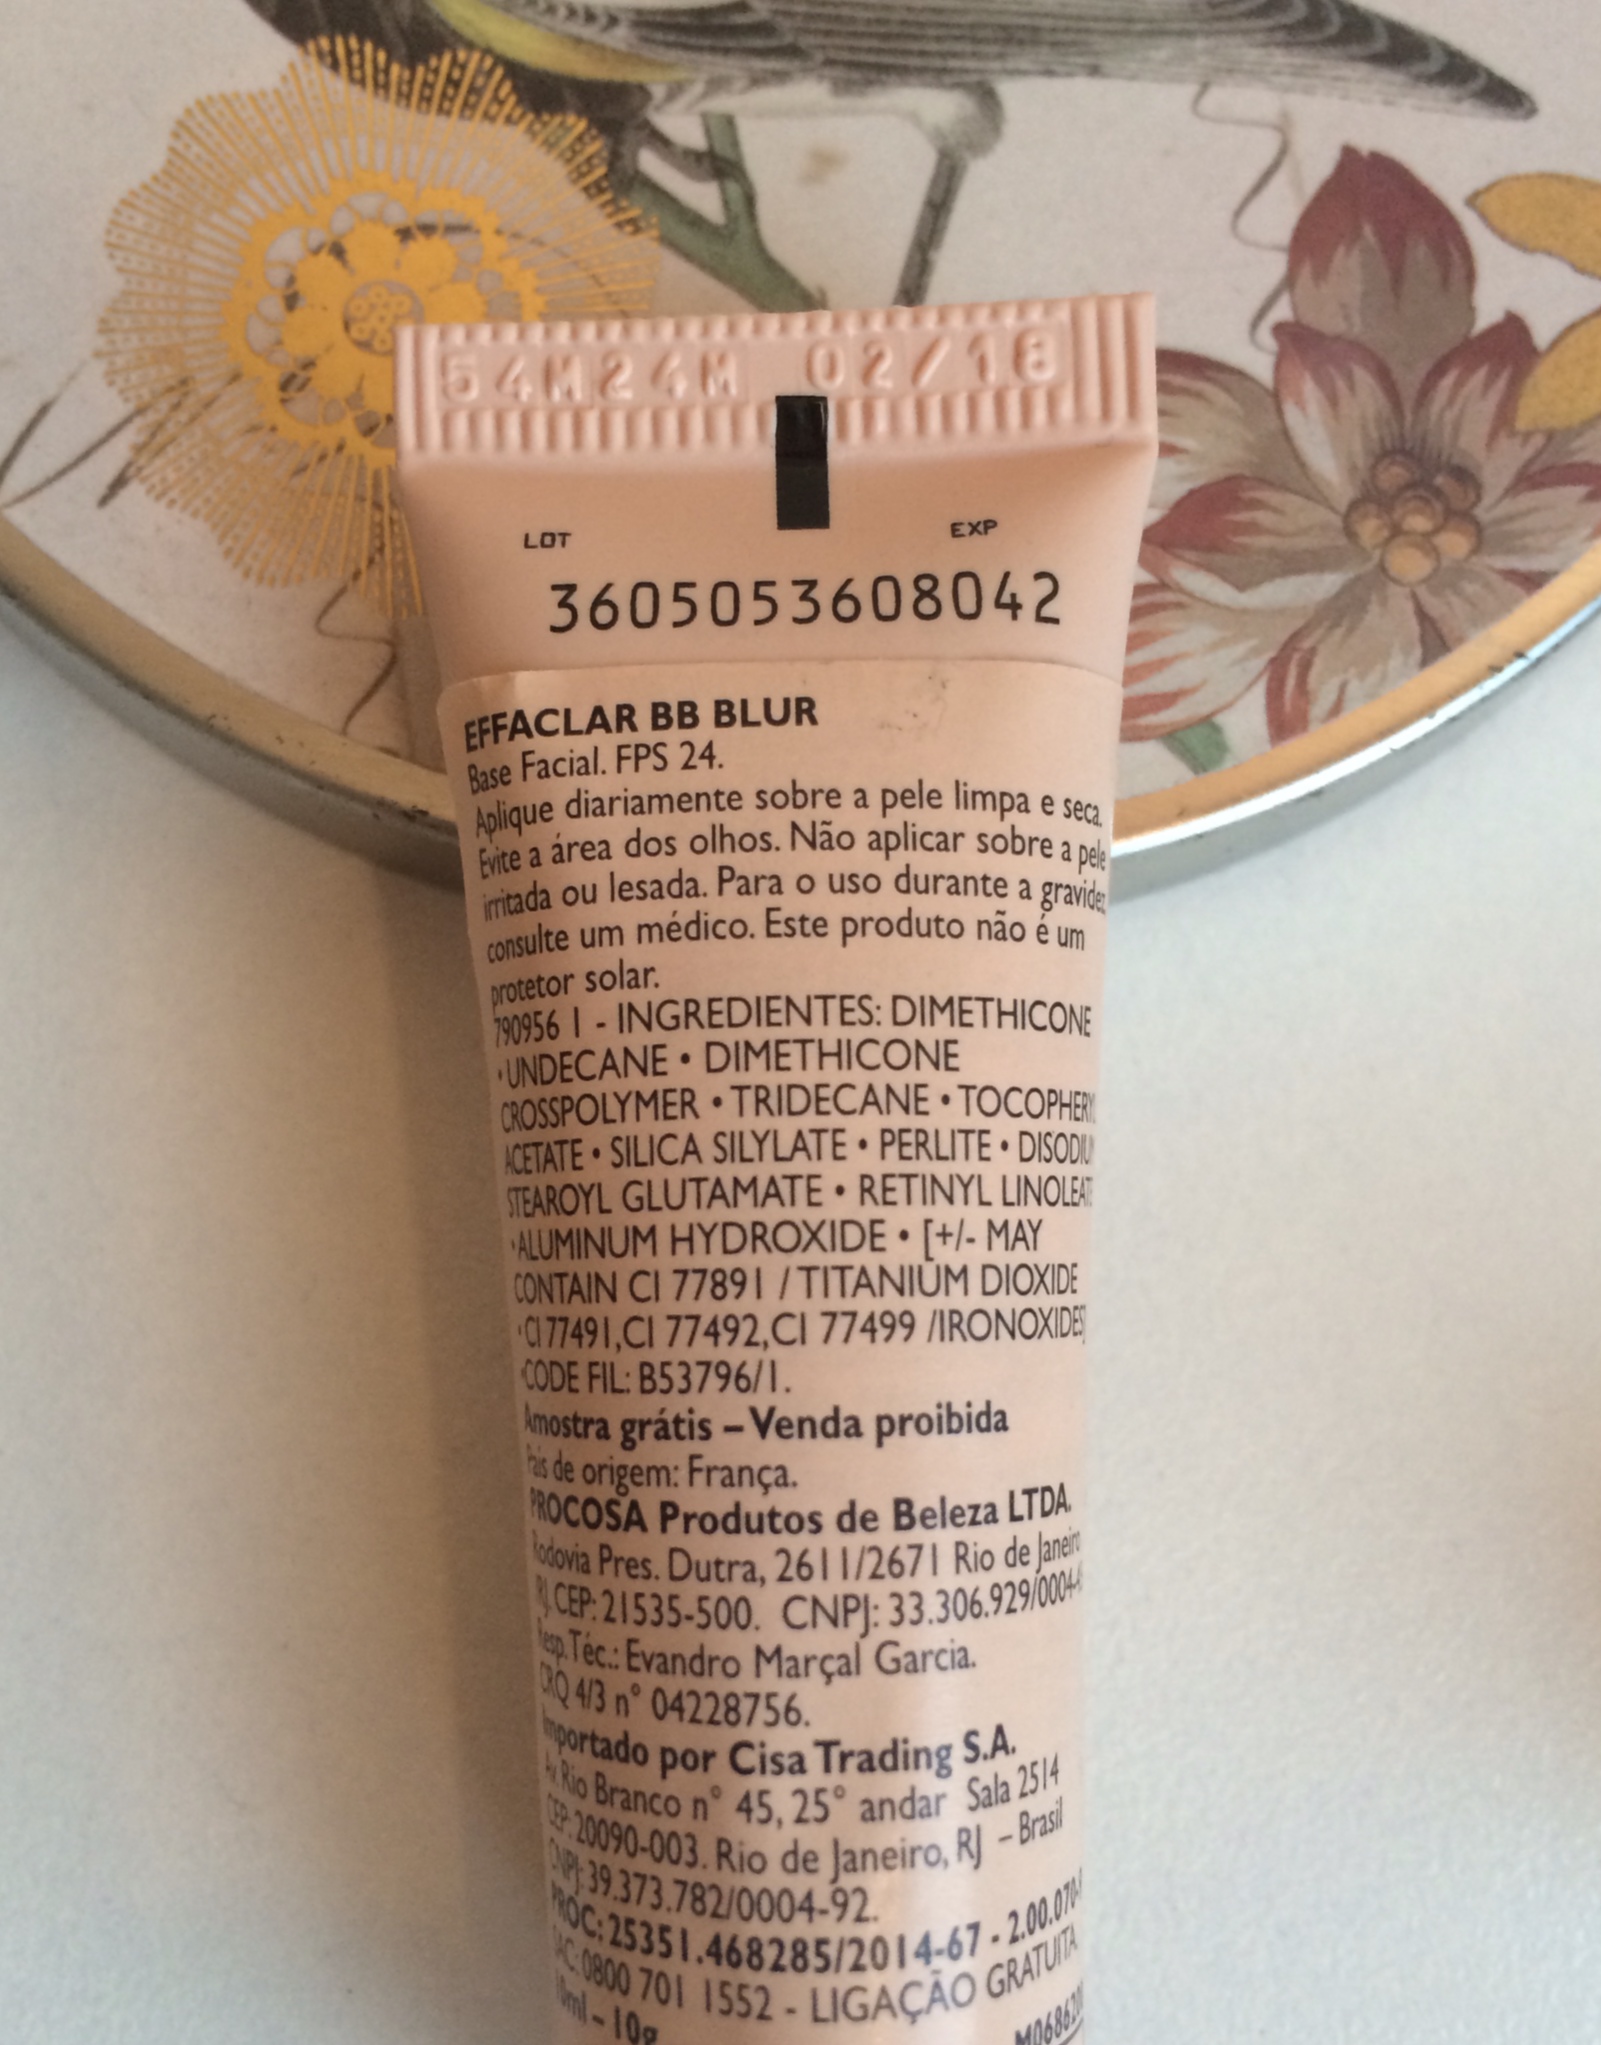 54M24M 02/18
LOT EXP
3605053608042
EFFACLAR BB BLUR
Base Facial. FPS 24.
Aplique diariamente sobre a pele limpa e seca.
Evite a área dos olhos. Não aplicar sobre a pele
irritada ou lesada. Para o uso durante a gravidez
consulte um médico. Este produto não é um
protetor solar.
790956 1 - INGREDIENTES: DIMETHICONE
• UNDECANE • DIMETHICONE
CROSSPOLYMER • TRIDECANE • TOCOPHERY
ACETATE • SILICA SILYLATE • PERLITE • DISODIU
STEAROYL GLUTAMATE • RETINYL LINOLEAT
• ALUMINUM HYDROXIDE • [+/- MAY
CONTAIN CI 77891 / TITANIUM DIOXIDE
• CI 77491,CI 77492,CI 77499 /IRONOXIDES]
•CODE FIL: B53796/1.
Amostra grátis – Venda proibida
País de origem: França.
PROCOSA Produtos de Beleza LTDA.
Rodovia Pres. Dutra, 2611/2671 Rio de Janeiro
RJ, CEP: 21535-500. CNPJ: 33.306.929/0004-
Resp. Téc.: Evandro Marçal Garcia.
CRQ 4/3 n° 04228756.
Importado por Cisa Trading S.A.
Av. Rio Branco n° 45, 25° andar Sala 2514
CEP: 20090-003. Rio de Janeiro, RJ – Brasil
CNPJ: 39.373.782/0004-92.
PROC: 25351.468285/2014-67 - 2.00.070-
SAC: 0800 701 1552 - LIGAÇÃO GRATUITA
10ml – 10g